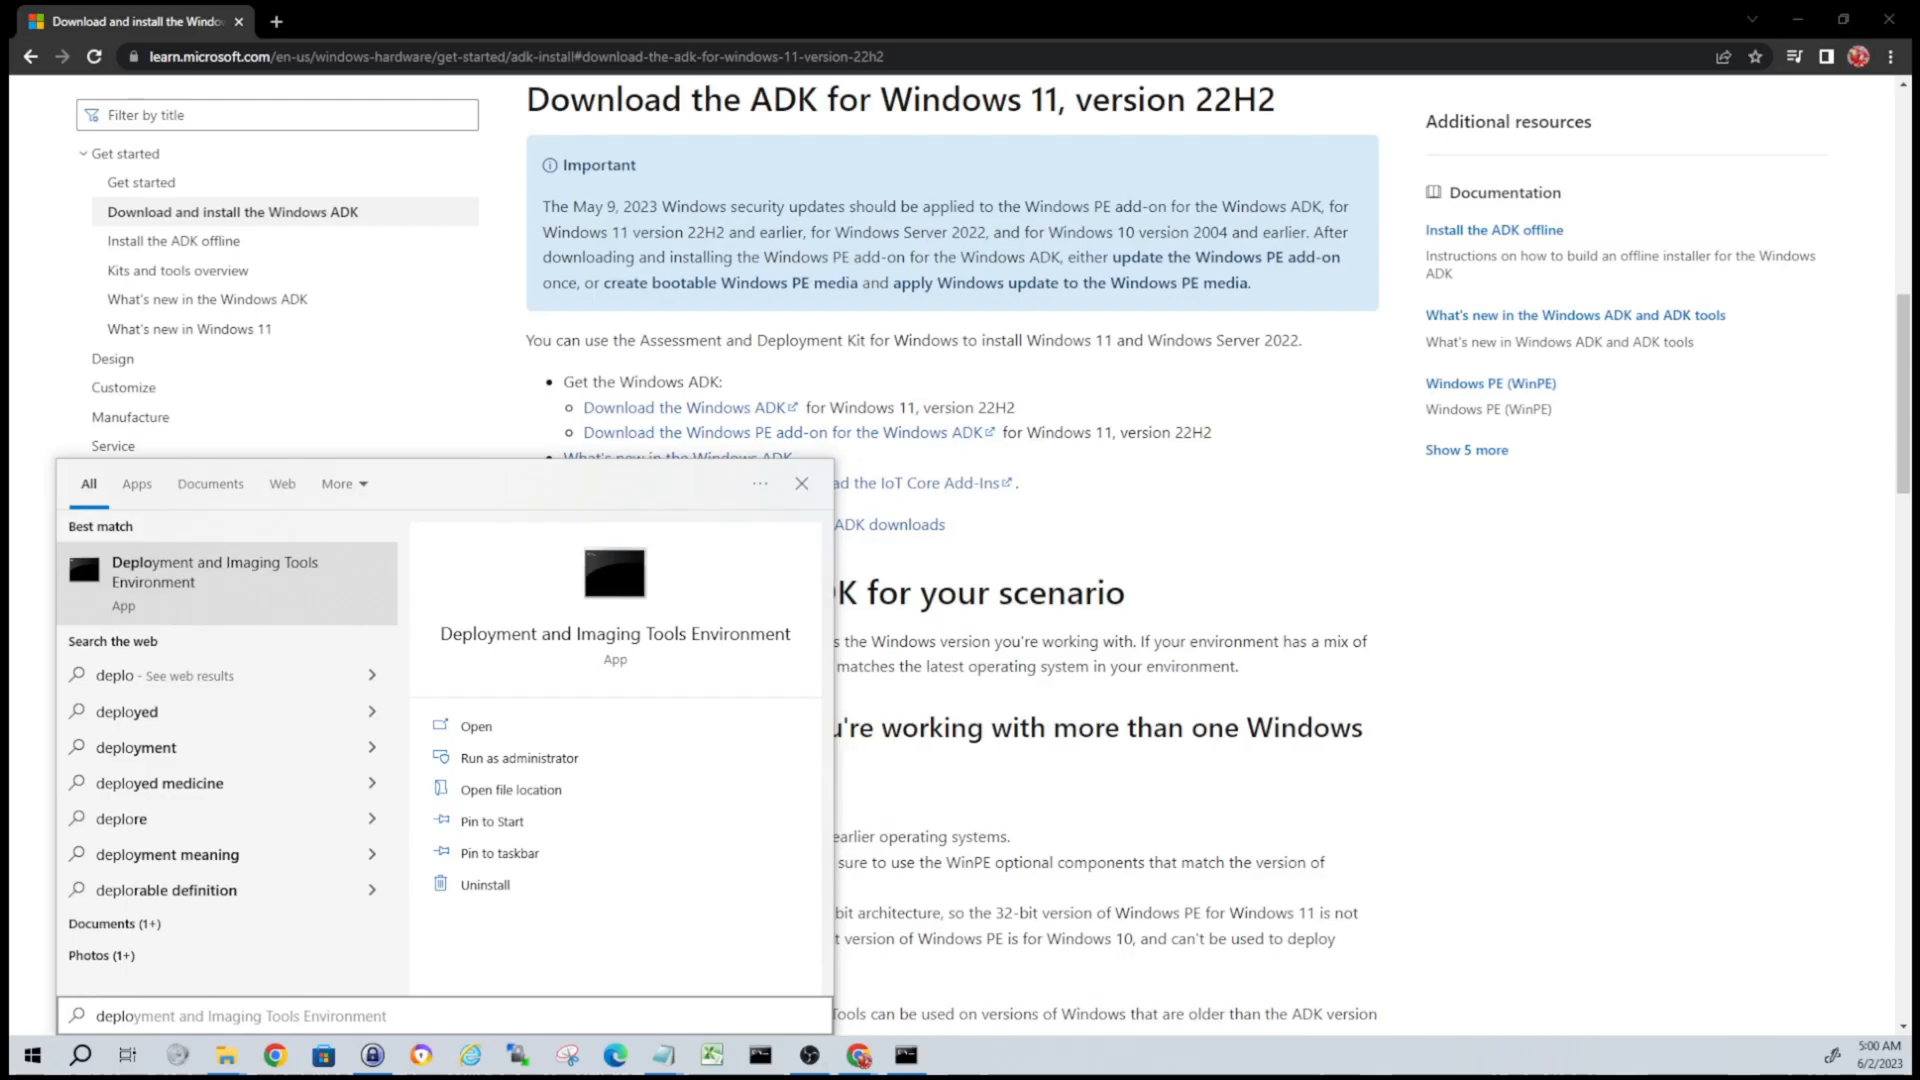 Download and install the Windo
learn.microsoft.com/en-us/windows-hardware/get-started/adk-install#download-the-adk-for-windows-11-version-22h2
Filter by title
Get started
Get started
Download and install the Windows ADK
Install the ADK offline
Kits and tools overview
What's new in the Windows ADK
What's new in Windows 11
Design
Customize
Manufacture
Service
Download the ADK for Windows 11, version 22H2
Important
The May 9, 2023 Windows security updates should be applied to the Windows PE add-on for the Windows ADK, for
Windows 11 version 22H2 and earlier, for Windows Server 2022, and for Windows 10 version 2004 and earlier. After
downloading and installing the Windows PE add-on for the Windows ADK, either update the Windows PE add-on
once, or create bootable Windows PE media and apply Windows update to the Windows PE media.
You can use the Assessment and Deployment Kit for Windows to install Windows 11 and Windows Server 2022.
Get the Windows ADK:
Download the Windows ADK for Windows 11, version 22H2
Download the Windows PE add-on for the Windows ADK for Windows 11, version 22H2
What's new in the Windows ADK
ad the IoT Core Add-Ins.
ADK downloads
DK for your scenario
s the Windows version you're working with. If your environment has a mix of
matches the latest operating system in your environment.
u're working with more than one Windows
earlier operating systems.
sure to use the WinPE optional components that match the version of
bit architecture, so the 32-bit version of Windows PE for Windows 11 is not
t version of Windows PE is for Windows 10, and can't be used to deploy
Tools can be used on versions of Windows that are older than the ADK version
Additional resources
Documentation
Install the ADK offline
Instructions on how to build an offline installer for the Windows
ADK
What's new in the Windows ADK and ADK tools
What's new in Windows ADK and ADK tools
Windows PE (WinPE)
Windows PE (WinPE)
Show 5 more
All Apps Documents Web More
Best match
Deployment and Imaging Tools
Environment
App
Search the web
deplo - See web results
deployed
deployment
deployed medicine
deplore
deployment meaning
deplorable definition
Documents (1+)
Photos (1+)
Deployment and Imaging Tools Environment
App
Open
Run as administrator
Open file location
Pin to Start
Pin to taskbar
Uninstall
deployment and Imaging Tools Environment
5:00 AM
6/2/2023